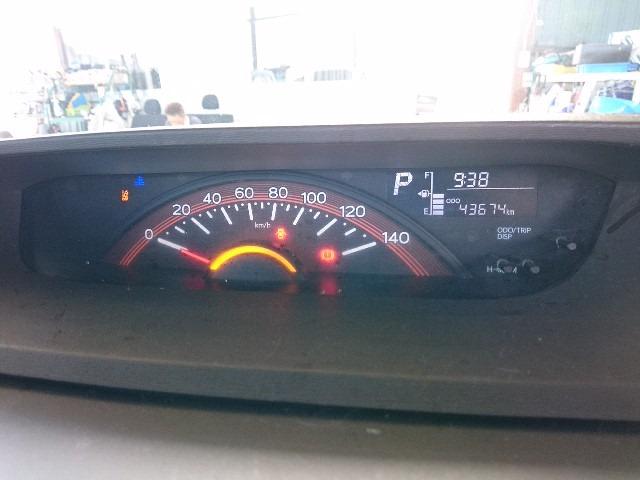 P
F
9:38
ODO
43674km
E
0
20
40
60
80
100
120
140
km/h
ODO/TRIP
DISP
H
M